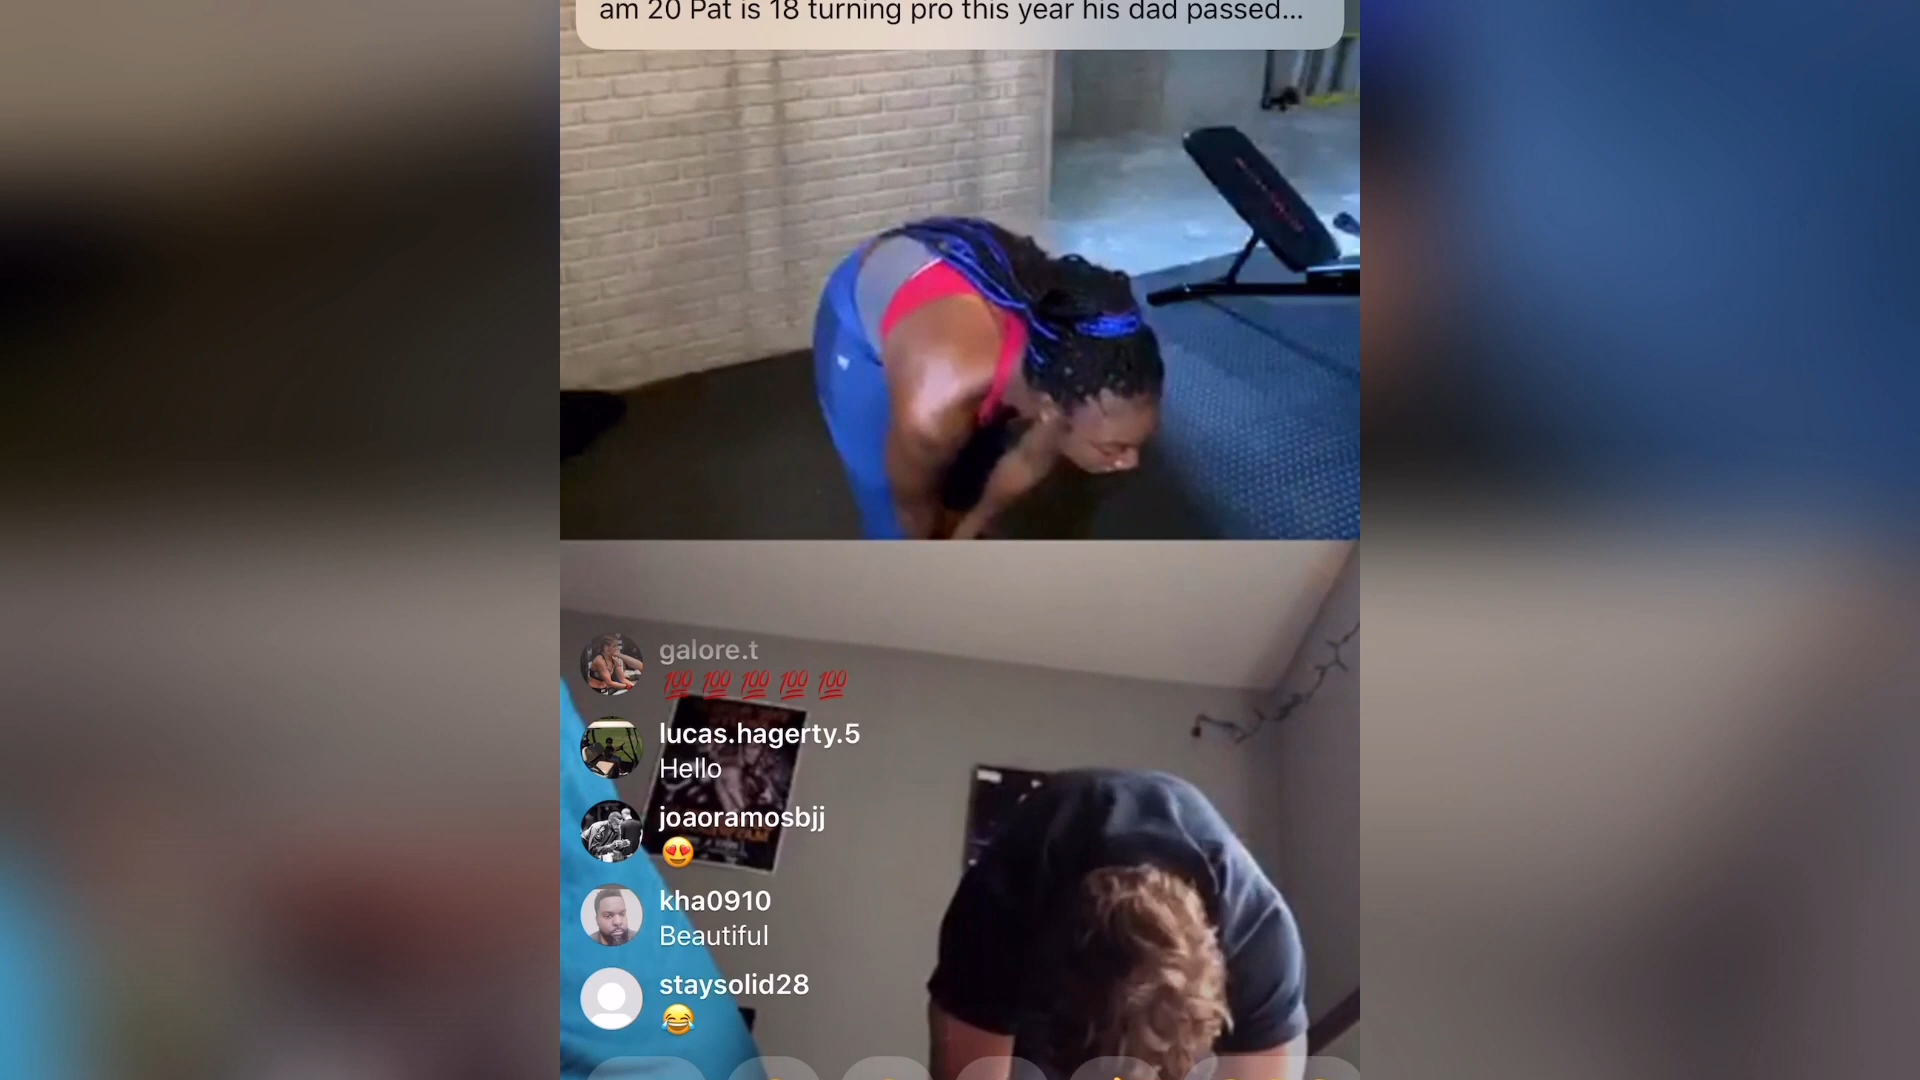 am 20 Pat is 18 turning pro this year his dad passed...
galore.t
💯💯💯💯💯
lucas.hagerty.5
Hello
joaoramosbjj
😍
kha0910
Beautiful
staysolid28
😂